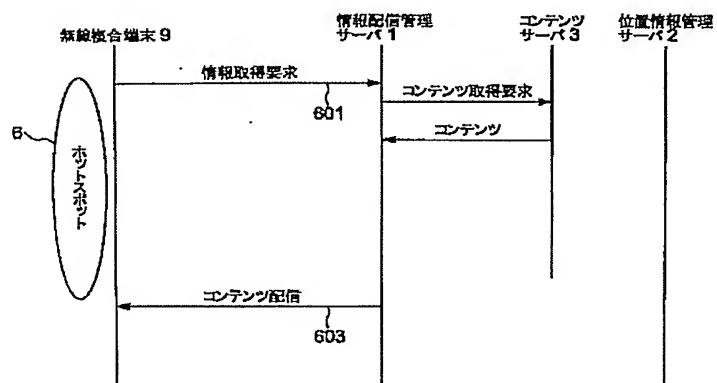 無線複合端末 9
情報配信管理
サーバ 1
コンテンツ
サーバ 3
位置情報管理
サーバ 2
情報取得要求
601
コンテンツ取得要求
コンテンツ
6
ホットスポット
コンテンツ配信
603